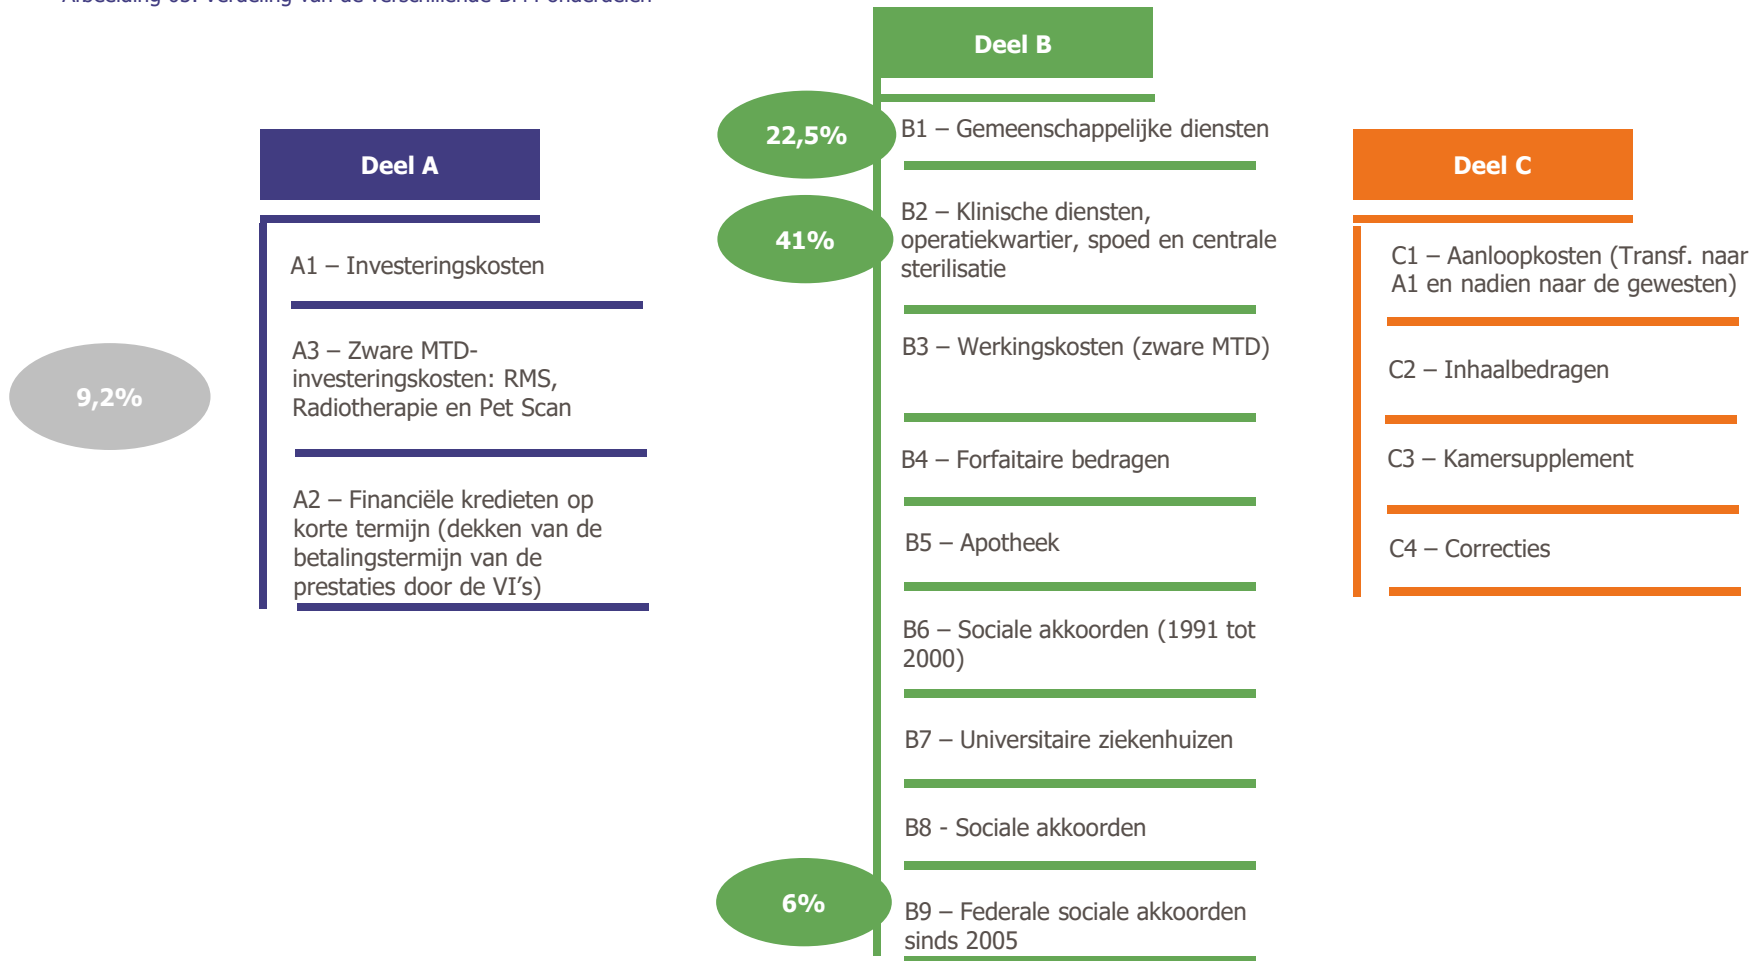 Deel B
22,5%
B1 – Gemeenschappelijke diensten
Deel A
Deel C
B2 – Klinische diensten,
operatiekwartier, spoed en centrale
sterilisatie
41%
A1 – Investeringskosten
C1 – Aanloopkosten (Transf. naar
A1 en nadien naar de gewesten)
A3 – Zware MTD-
investeringskosten: RMS,
Radiotherapie en Pet Scan
9,2%
B3 – Werkingskosten (zware MTD)
C2 – Inhaalbedragen
B4 – Forfaitaire bedragen
C3 – Kamersupplement
A2 – Financiële kredieten op
korte termijn (dekken van de
betalingstermijn van de
prestaties door de VI’s)
B5 – Apotheek
C4 – Correcties
B6 – Sociale akkoorden (1991 tot
2000)
B7 – Universitaire ziekenhuizen
B8 - Sociale akkoorden
6%
B9 – Federale sociale akkoorden
sinds 2005